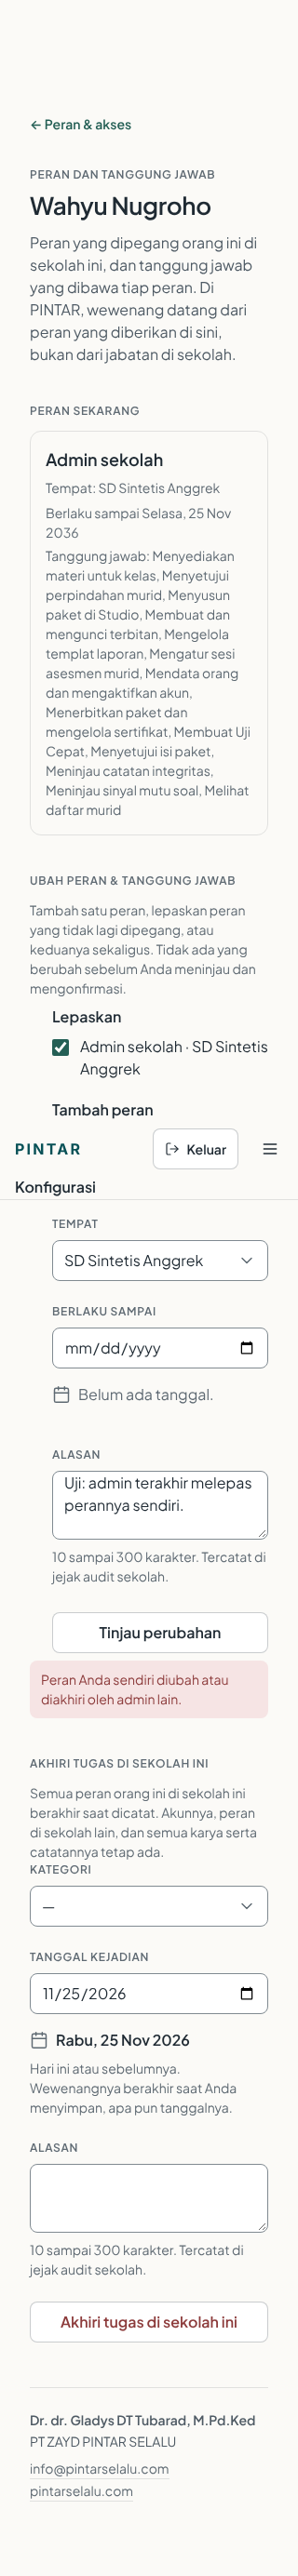 ← Peran & akses
PERAN DAN TANGGUNG JAWAB
Wahyu Nugroho
Peran yang dipegang orang ini di
sekolah ini, dan tanggung jawab
yang dibawa tiap peran. Di
PINTAR, wewenang datang dari
peran yang diberikan di sini,
bukan dari jabatan di sekolah.
PERAN SEKARANG
Admin sekolah
Tempat: SD Sintetis Anggrek
Berlaku sampai Selasa, 25 Nov
2036
Tanggung jawab: Menyediakan
materi untuk kelas, Menyetujui
perpindahan murid, Menyusun
paket di Studio, Membuat dan
mengunci terbitan, Mengelola
templat laporan, Mengatur sesi
asesmen murid, Mendata orang
dan mengaktifkan akun,
Menerbitkan paket dan
mengelola sertifikat, Membuat Uji
Cepat, Menyetujui isi paket,
Meninjau catatan integritas,
Meninjau sinyal mutu soal, Melihat
daftar murid
UBAH PERAN & TANGGUNG JAWAB
Tambah satu peran, lepaskan peran
yang tidak lagi dipegang, atau
keduanya sekaligus. Tidak ada yang
berubah sebelum Anda meninjau dan
mengonfirmasi.
Lepaskan
Admin sekolah · SD Sintetis
Anggrek
Tambah peran
PINTAR
Keluar
Konfigurasi
TEMPAT
SD Sintetis Anggrek
BERLAKU SAMPAI
mm/dd/yyyy
Belum ada tanggal.
ALASAN
Uji: admin terakhir melepas
perannya sendiri.
10 sampai 300 karakter. Tercatat di
jejak audit sekolah.
Tinjau perubahan
Peran Anda sendiri diubah atau
diakhiri oleh admin lain.
AKHIRI TUGAS DI SEKOLAH INI
Semua peran orang ini di sekolah ini
berakhir saat dicatat. Akunnya, peran
di sekolah lain, dan semua karya serta
catatannya tetap ada.
KATEGORI
—
TANGGAL KEJADIAN
11/25/2026
Rabu, 25 Nov 2026
Hari ini atau sebelumnya.
Wewenangnya berakhir saat Anda
menyimpan, apa pun tanggalnya.
ALASAN
10 sampai 300 karakter. Tercatat di
jejak audit sekolah.
Akhiri tugas di sekolah ini
Dr. dr. Gladys DT Tubarad, M.Pd.Ked
PT ZAYD PINTAR SELALU
info@pintarselalu.com
pintarselalu.com